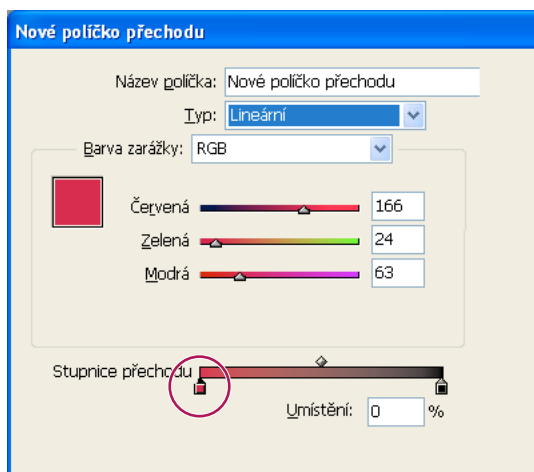 Nové políčko přechodu
Název políčka: Nové políčko přechodu
Typ: Lineární
Barva zarážky: RGB
Červená 166
Zelená 24
Modrá 63
Stupnice přechodu
Umístění: 0 %